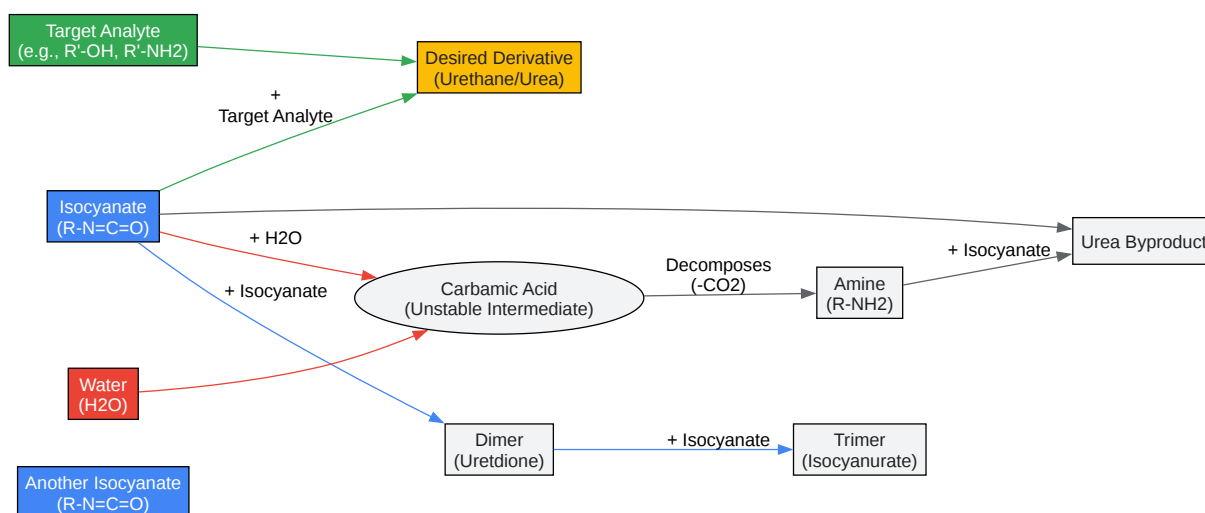 Target Analyte
(e.g., R'-OH, R'-NH2)
Desired Derivative
(Urethane/Urea)
+
Target Analyte
Isocyanate
(R-N=C=O)
+ H2O
+ Isocyanate
Urea Byproduct
+ Isocyanate
Decomposes
(-CO2)
Carbamic Acid
(Unstable Intermediate)
Amine
(R-NH2)
Water
(H2O)
Dimer
(Uretdione)
+ Isocyanate
Trimer
(Isocyanurate)
Another Isocyanate
(R-N=C=O)